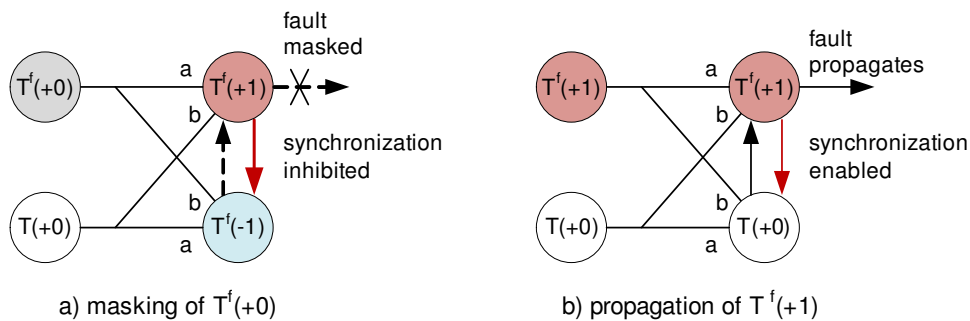 fault
masked
T^f(+0)
a
T^f(+1)
b
synchronization
inhibited
T(+0)
b
a
T^f(-1)
a) masking of T^f(+0)
fault
propagates
T^f(+1)
a
T^f(+1)
b
synchronization
enabled
T(+0)
b
a
T(+0)
b) propagation of T^f(+1)